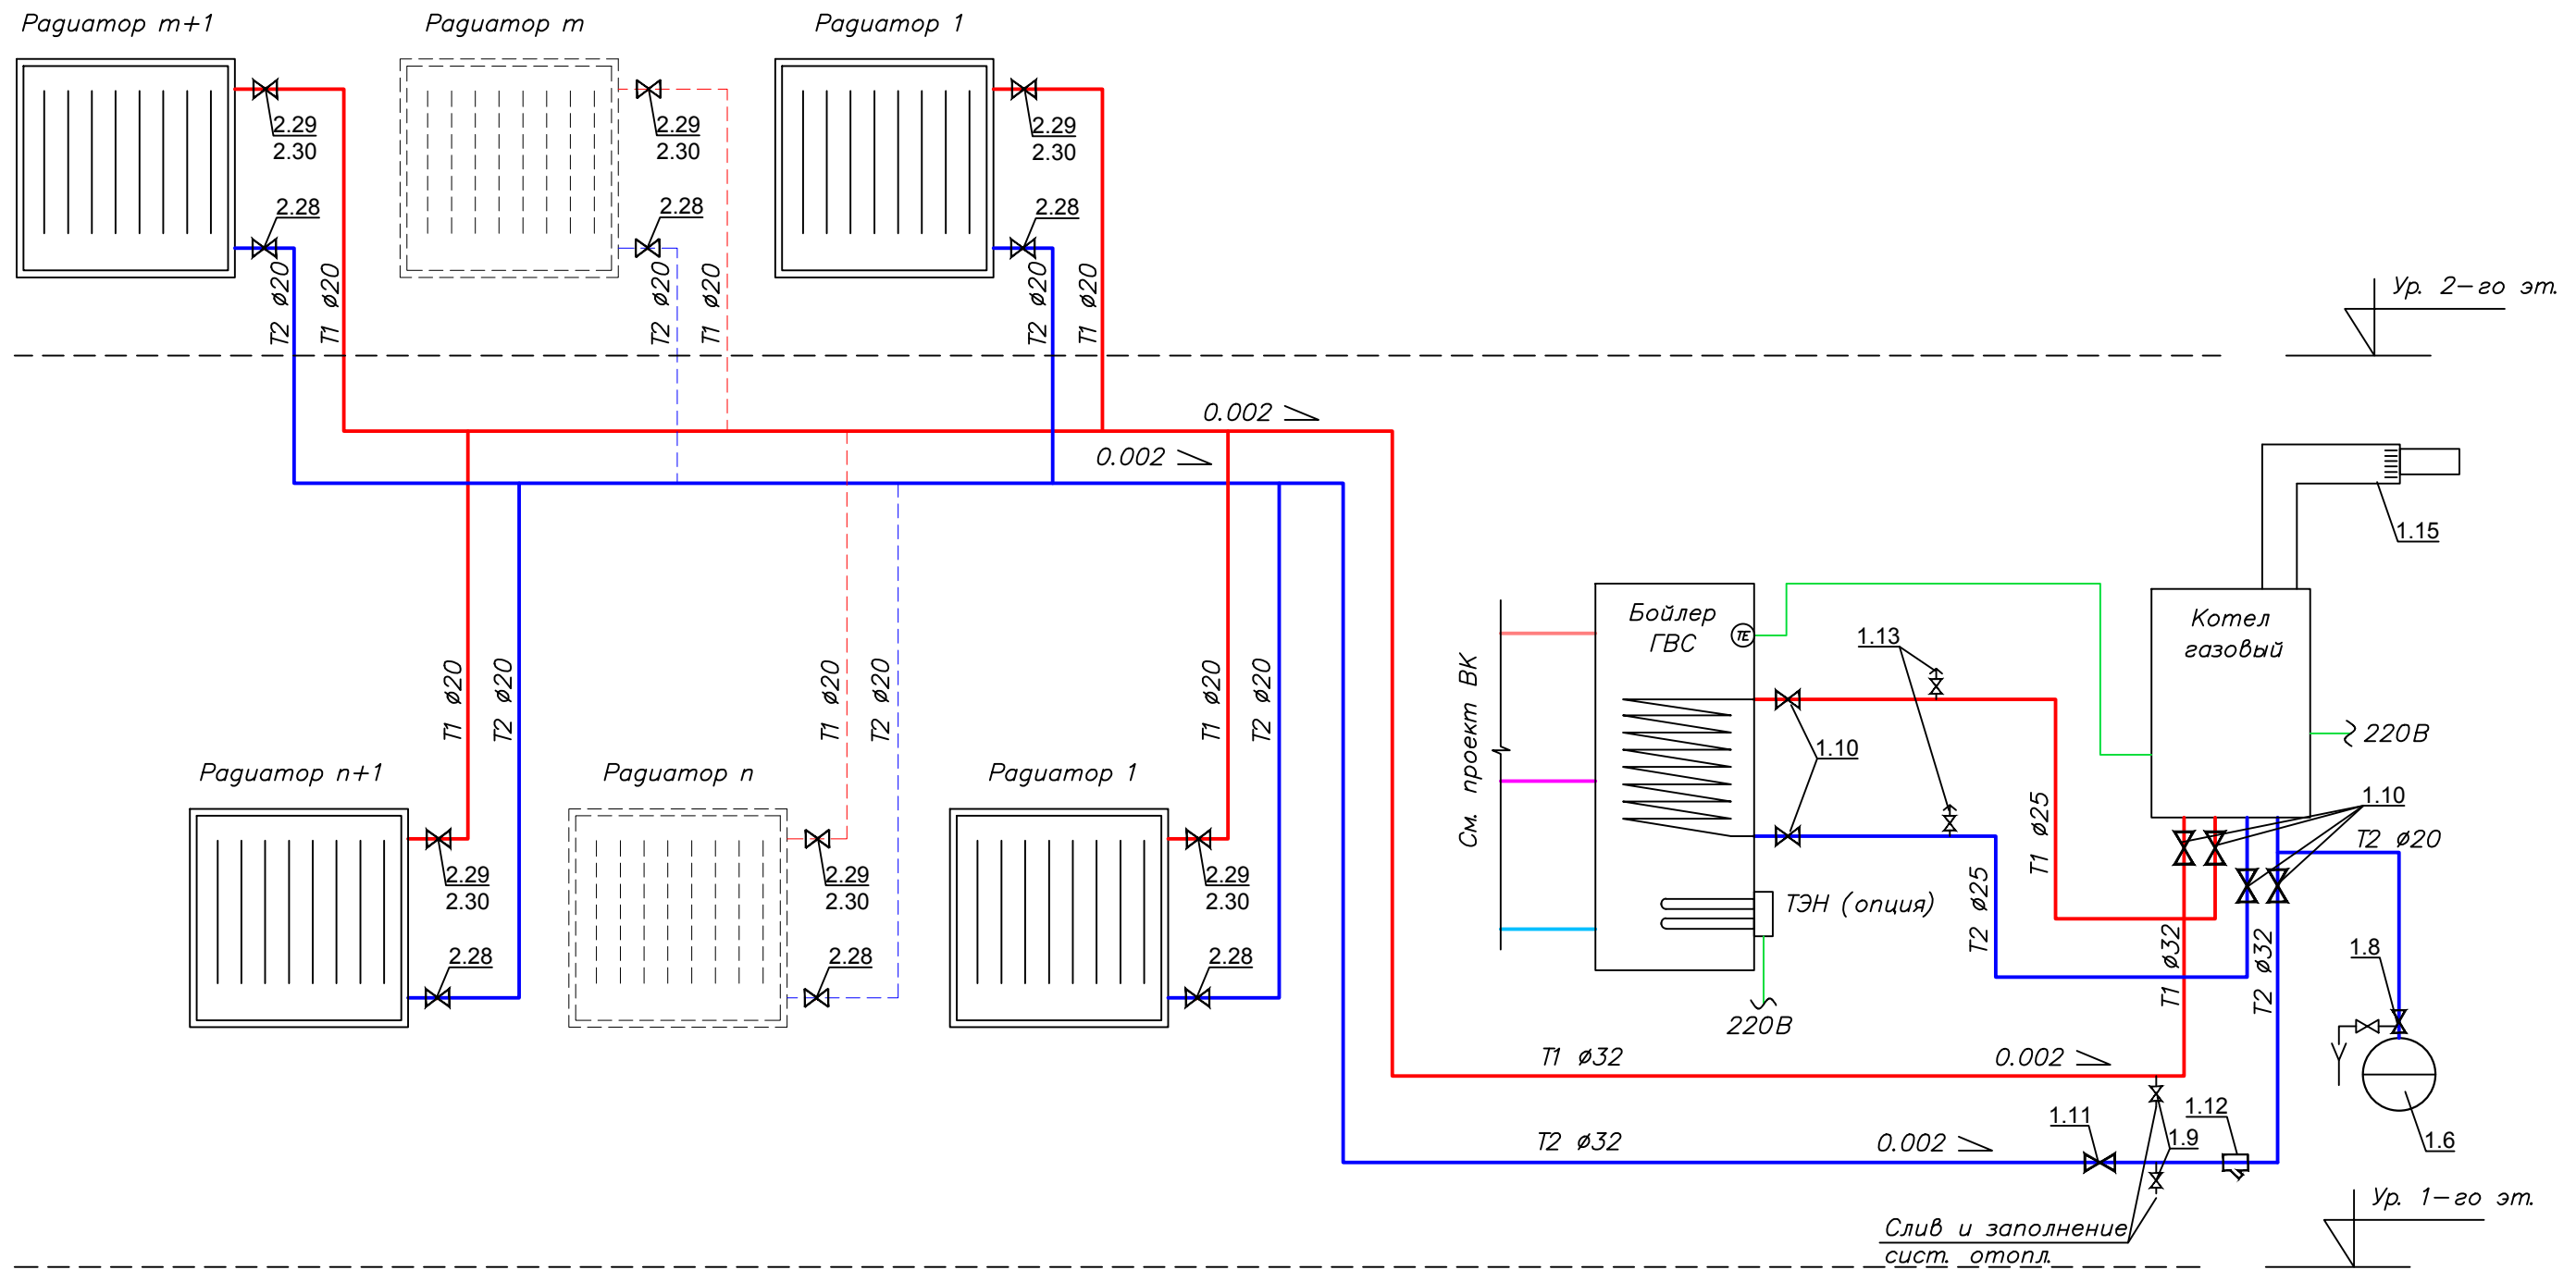 Радиатор m+1
Радиатор m
Радиатор 1
2.29
2.30
2.29
2.30
2.29
2.30
2.28
2.28
2.28
Т2 ø20
Т1 ø20
Т2 ø20
Т1 ø20
Т2 ø20
Т1 ø20
Ур. 2-го эт.
0.002
0.002
1.15
Бойлер
ГВС
TE
Котел
газовый
1.13
См. проект ВК
220В
1.10
1.10
Т1 ø20
Т2 ø20
Т1 ø20
Т2 ø20
Т1 ø20
Т2 ø20
Радиатор n+1
Радиатор n
Радиатор 1
2.29
2.30
2.29
2.30
2.29
2.30
2.28
2.28
2.28
Т1 ø25
Т2 ø25
Т2 ø20
ТЭН (опция)
220В
Т1 ø32
Т2 ø32
1.8
Т1 ø32
0.002
1.6
1.11
1.12
1.9
Т2 ø32
0.002
Ур. 1-го эт.
Слив и заполнение
сист. отопл.